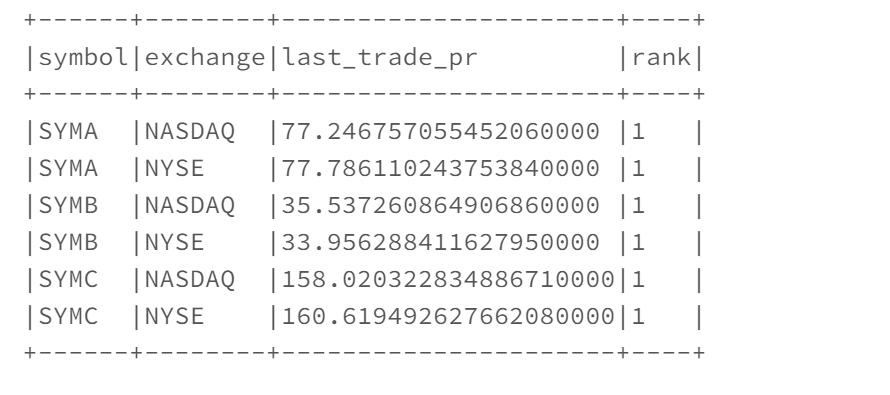 +------+--------+----------------------+----+
|symbol|exchange|last_trade_pr         |rank|
+------+--------+----------------------+----+
|SYMA  |NASDAQ  |77.246757055452060000 |1   |
|SYMA  |NYSE    |77.786110243753840000 |1   |
|SYMB  |NASDAQ  |35.537260864906860000 |1   |
|SYMB  |NYSE    |33.956288411627950000 |1   |
|SYMC  |NASDAQ  |158.020322834886710000|1   |
|SYMC  |NYSE    |160.619492627662080000|1   |
+------+--------+----------------------+----+